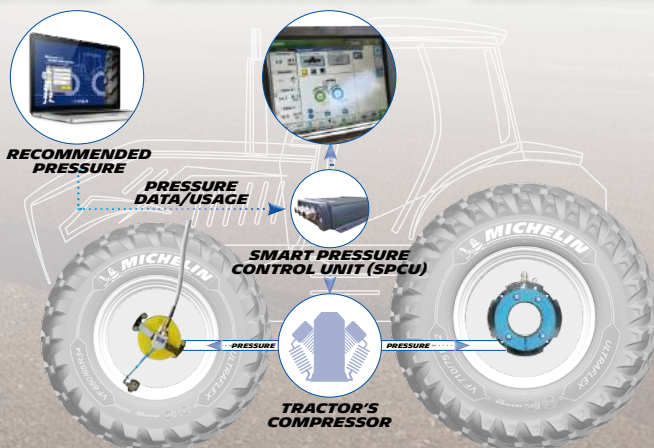 RECOMMENDED
PRESSURE
PRESSURE
DATA/USAGE
SMART PRESSURE
CONTROL UNIT (SPCU)
MICHELIN
MICHELIN
PRESSURE
PRESSURE
ULTRAFLEX
ULTRAFLEX
TRACTOR'S
COMPRESSOR